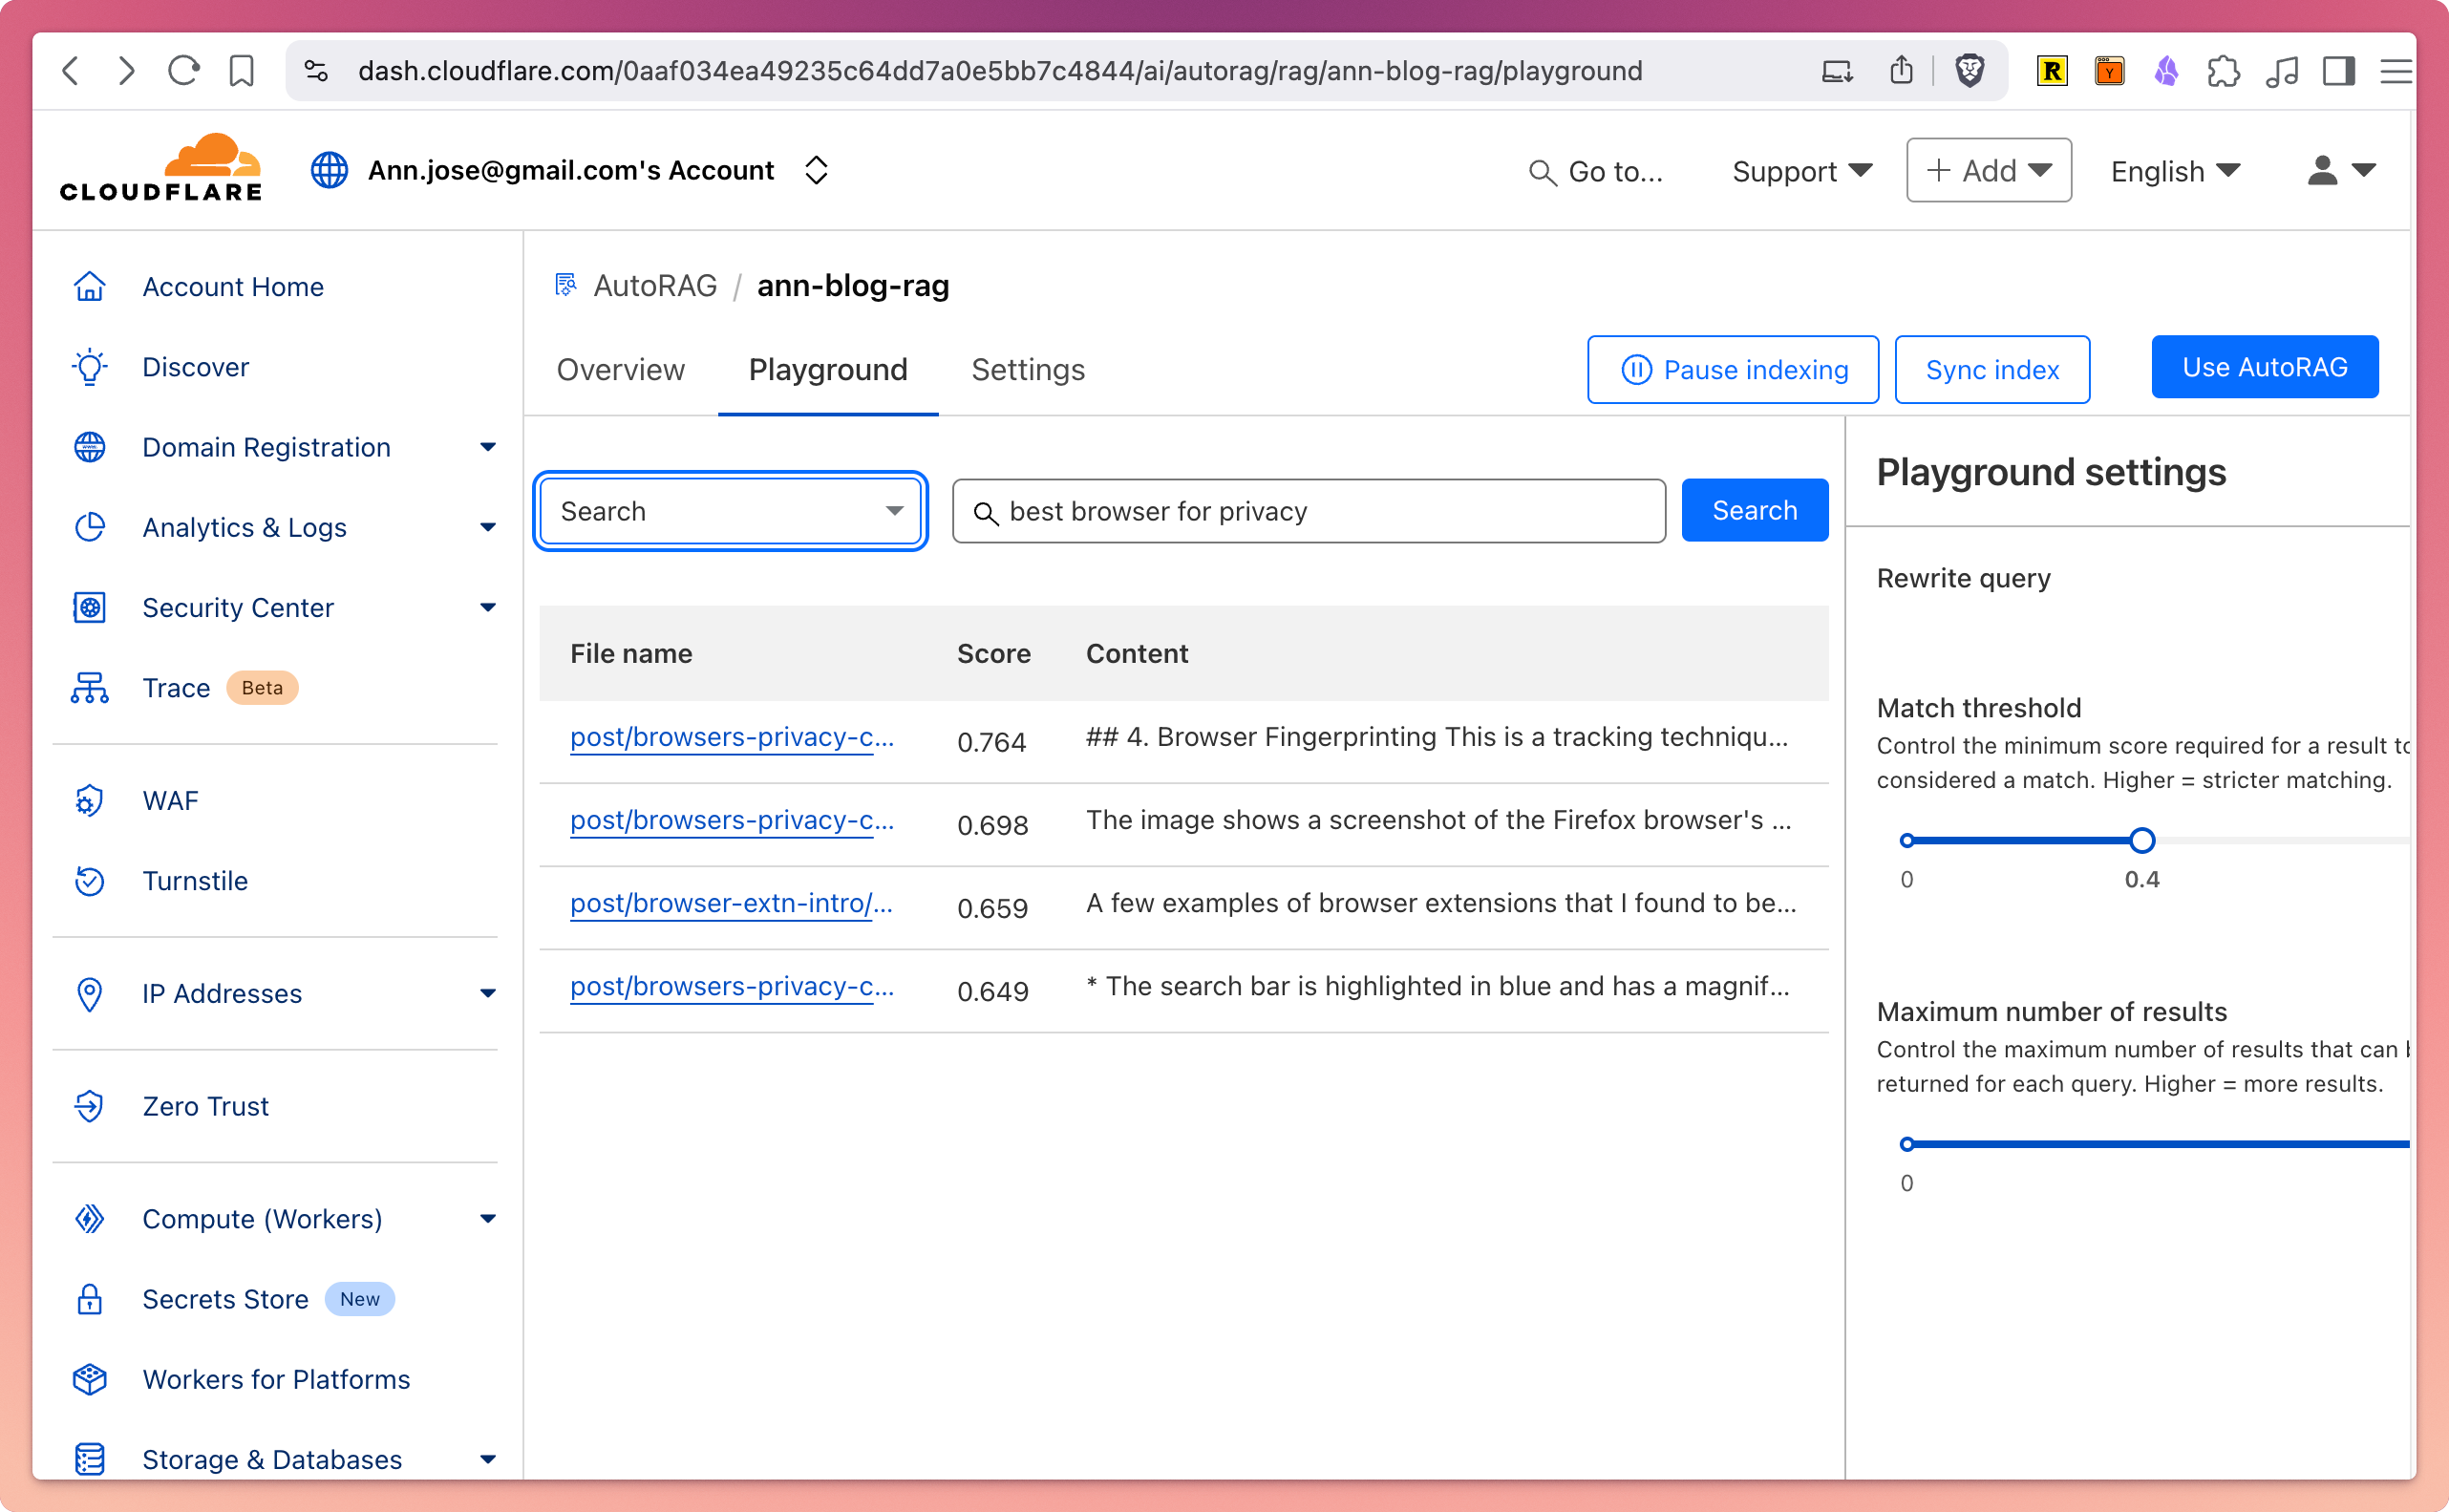 dash.cloudflare.com/0aaf034ea49235c64dd7a0e5bb7c4844/ai/autorag/rag/ann-blog-rag/playground
R
Y
CLOUDFLARE
Ann.jose@gmail.com's Account
Go to...
Support
+ Add
English
Account Home
Discover
Domain Registration
Analytics & Logs
Security Center
Trace Beta
WAF
Turnstile
IP Addresses
Zero Trust
Compute (Workers)
Secrets Store New
Workers for Platforms
Storage & Databases
AutoRAG / ann-blog-rag
Overview Playground Settings
Pause indexing
Sync index
Use AutoRAG
Search
best browser for privacy
Search
File name Score Content
post/browsers-privacy-c... 0.764 ## 4. Browser Fingerprinting This is a tracking techniqu...
post/browsers-privacy-c... 0.698 The image shows a screenshot of the Firefox browser's ...
post/browser-extn-intro/... 0.659 A few examples of browser extensions that I found to be...
post/browsers-privacy-c... 0.649 * The search bar is highlighted in blue and has a magnif...
Playground settings
Rewrite query
Match threshold
Control the minimum score required for a result to
considered a match. Higher = stricter matching.
0 0.4
Maximum number of results
Control the maximum number of results that can
returned for each query. Higher = more results.
0